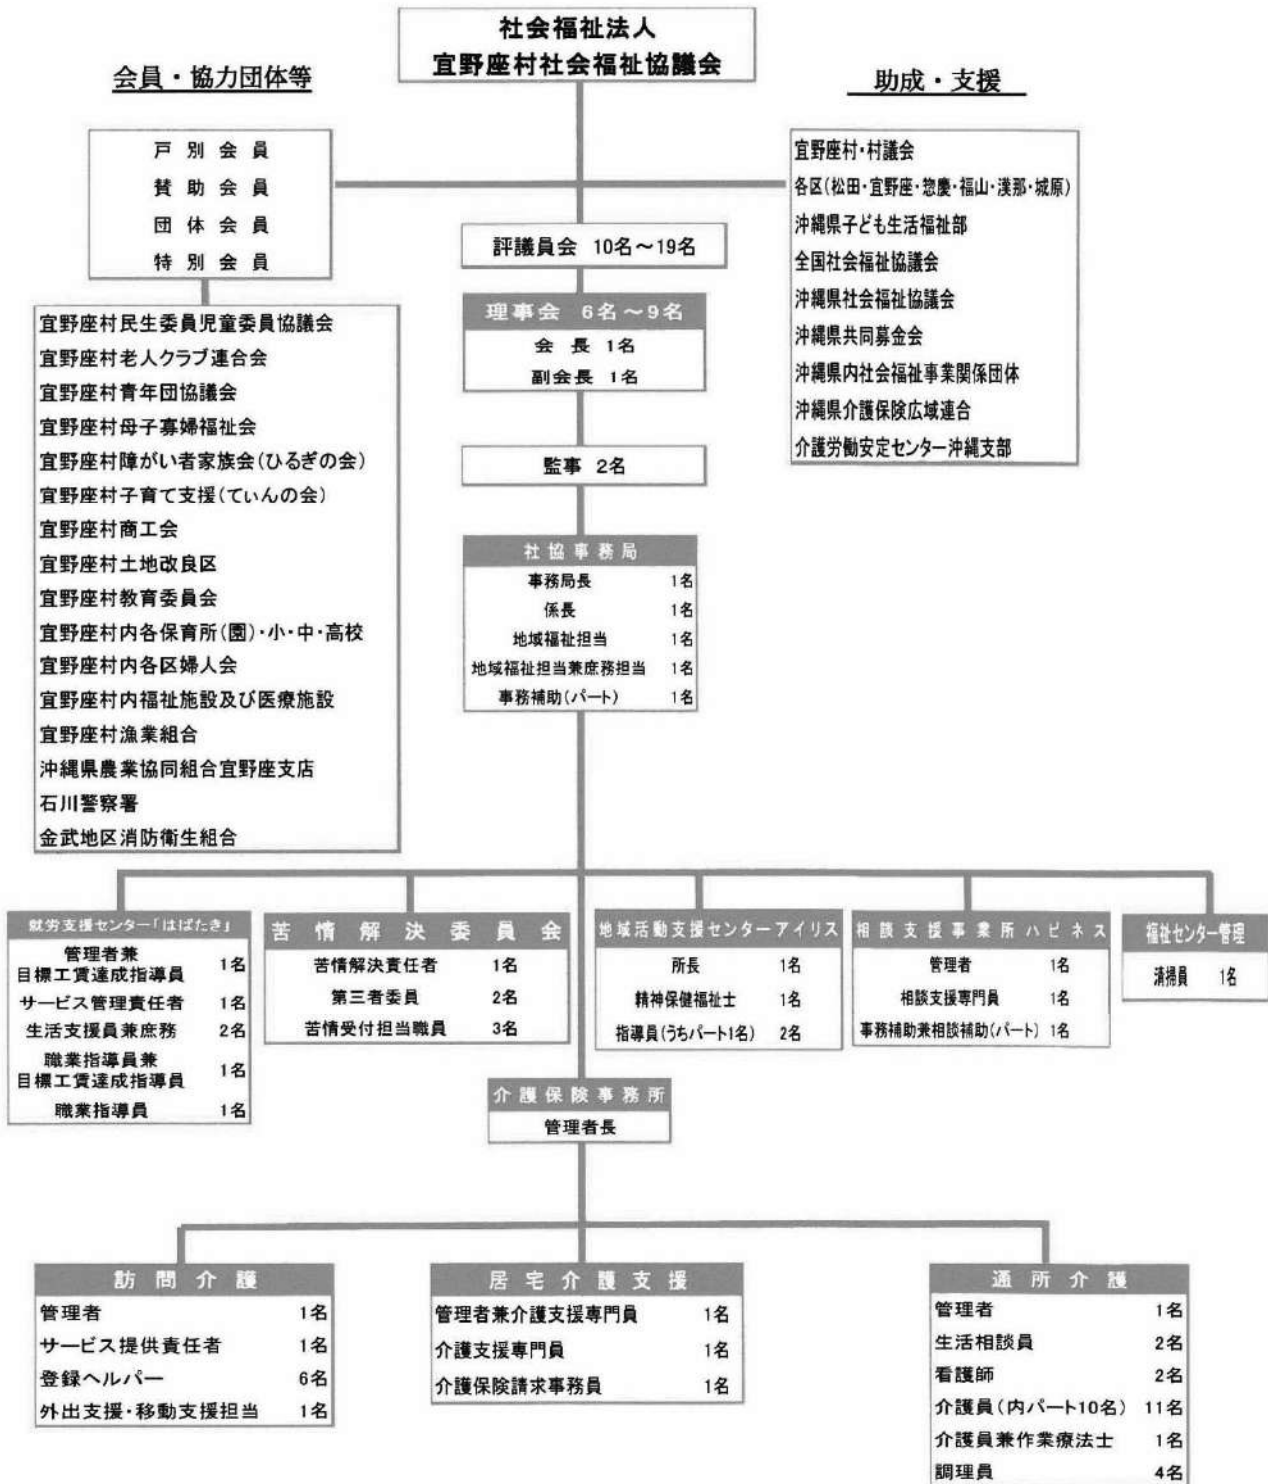 社会福祉法人
宜野座村社会福祉協議会
会員・協力団体等
戸別会員
賛助会員
団体会員
特別会員
宜野座村民生委員児童委員協議会
宜野座村老人クラブ連合会
宜野座村青年団協議会
宜野座村母子寡婦福祉会
宜野座村障がい者家族会(ひるぎの会)
宜野座村子育て支援(てぃんの会)
宜野座村商工会
宜野座村土地改良区
宜野座村教育委員会
宜野座村内各保育所(園)・小・中・高校
宜野座村内各区婦人会
宜野座村内福祉施設及び医療施設
宜野座村漁業組合
沖縄県農業協同組合宜野座支店
石川警察署
金武地区消防衛生組合
助成・支援
宜野座村・村議会
各区(松田・宜野座・惣慶・福山・漢那・城原)
沖縄県子ども生活福祉部
全国社会福祉協議会
沖縄県社会福祉協議会
沖縄県共同募金会
沖縄県内社会福祉事業関係団体
沖縄県介護保険広域連合
介護労働安定センター沖縄支部
評議員会 10名～19名
理事会 6名～9名
会長 1名
副会長 1名
監事 2名
社協事務局
事務局長 1名
係長 1名
地域福祉担当 1名
地域福祉担当兼庶務担当 1名
事務補助(パート) 1名
就労支援センター「はばたき」
管理者兼
目標工賃達成指導員 1名
サービス管理責任者 1名
生活支援員兼庶務 2名
職業指導員兼
目標工賃達成指導員 1名
職業指導員 1名
苦情解決委員会
苦情解決責任者 1名
第三者委員 2名
苦情受付担当職員 3名
地域活動支援センターアイリス
所長 1名
精神保健福祉士 1名
指導員(うちパート1名) 2名
相談支援事業所ハピネス
管理者 1名
相談支援専門員 1名
事務補助兼相談補助(パート) 1名
福祉センター管理
清掃員 1名
介護保険事務所
管理者長
訪問介護
管理者 1名
サービス提供責任者 1名
登録ヘルパー 6名
外出支援・移動支援担当 1名
居宅介護支援
管理者兼介護支援専門員 1名
介護支援専門員 1名
介護保険請求事務員 1名
通所介護
管理者 1名
生活相談員 2名
看護師 2名
介護員(内パート10名) 11名
介護員兼作業療法士 1名
調理員 4名